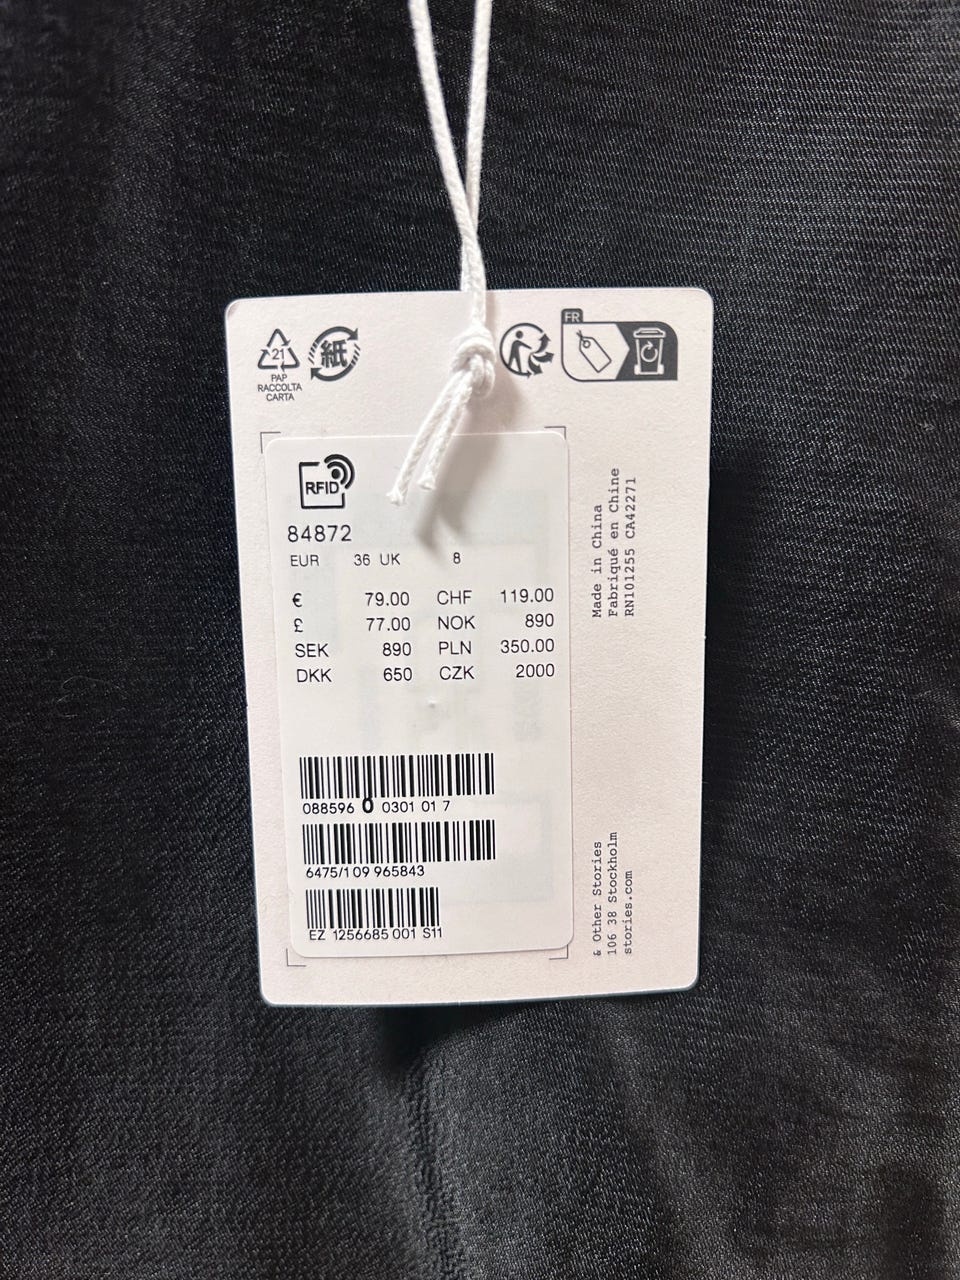 21
PAP
RACCOLTA
CARTA
紙
FR
RFID
84872
EUR 36 UK 8
€ 79.00 CHF 119.00
£ 77.00 NOK 890
SEK 890 PLN 350.00
DKK 650 CZK 2000
088596 0 0301 01 7
6475/1 09 965843
EZ 1256685 001 S11
Made in China
Fabriqué en Chine
RN101255 CA42271
& Other Stories
106 38 Stockholm
stories.com